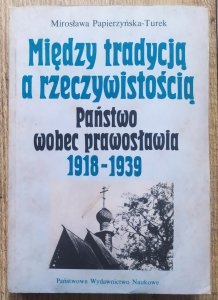 Mirosława Papierzyńska-Turek
Między tradycją
a rzeczywistością
Państwo
wobec prawosławia
1918-1939
Państwowe Wydawnictwo Naukowe